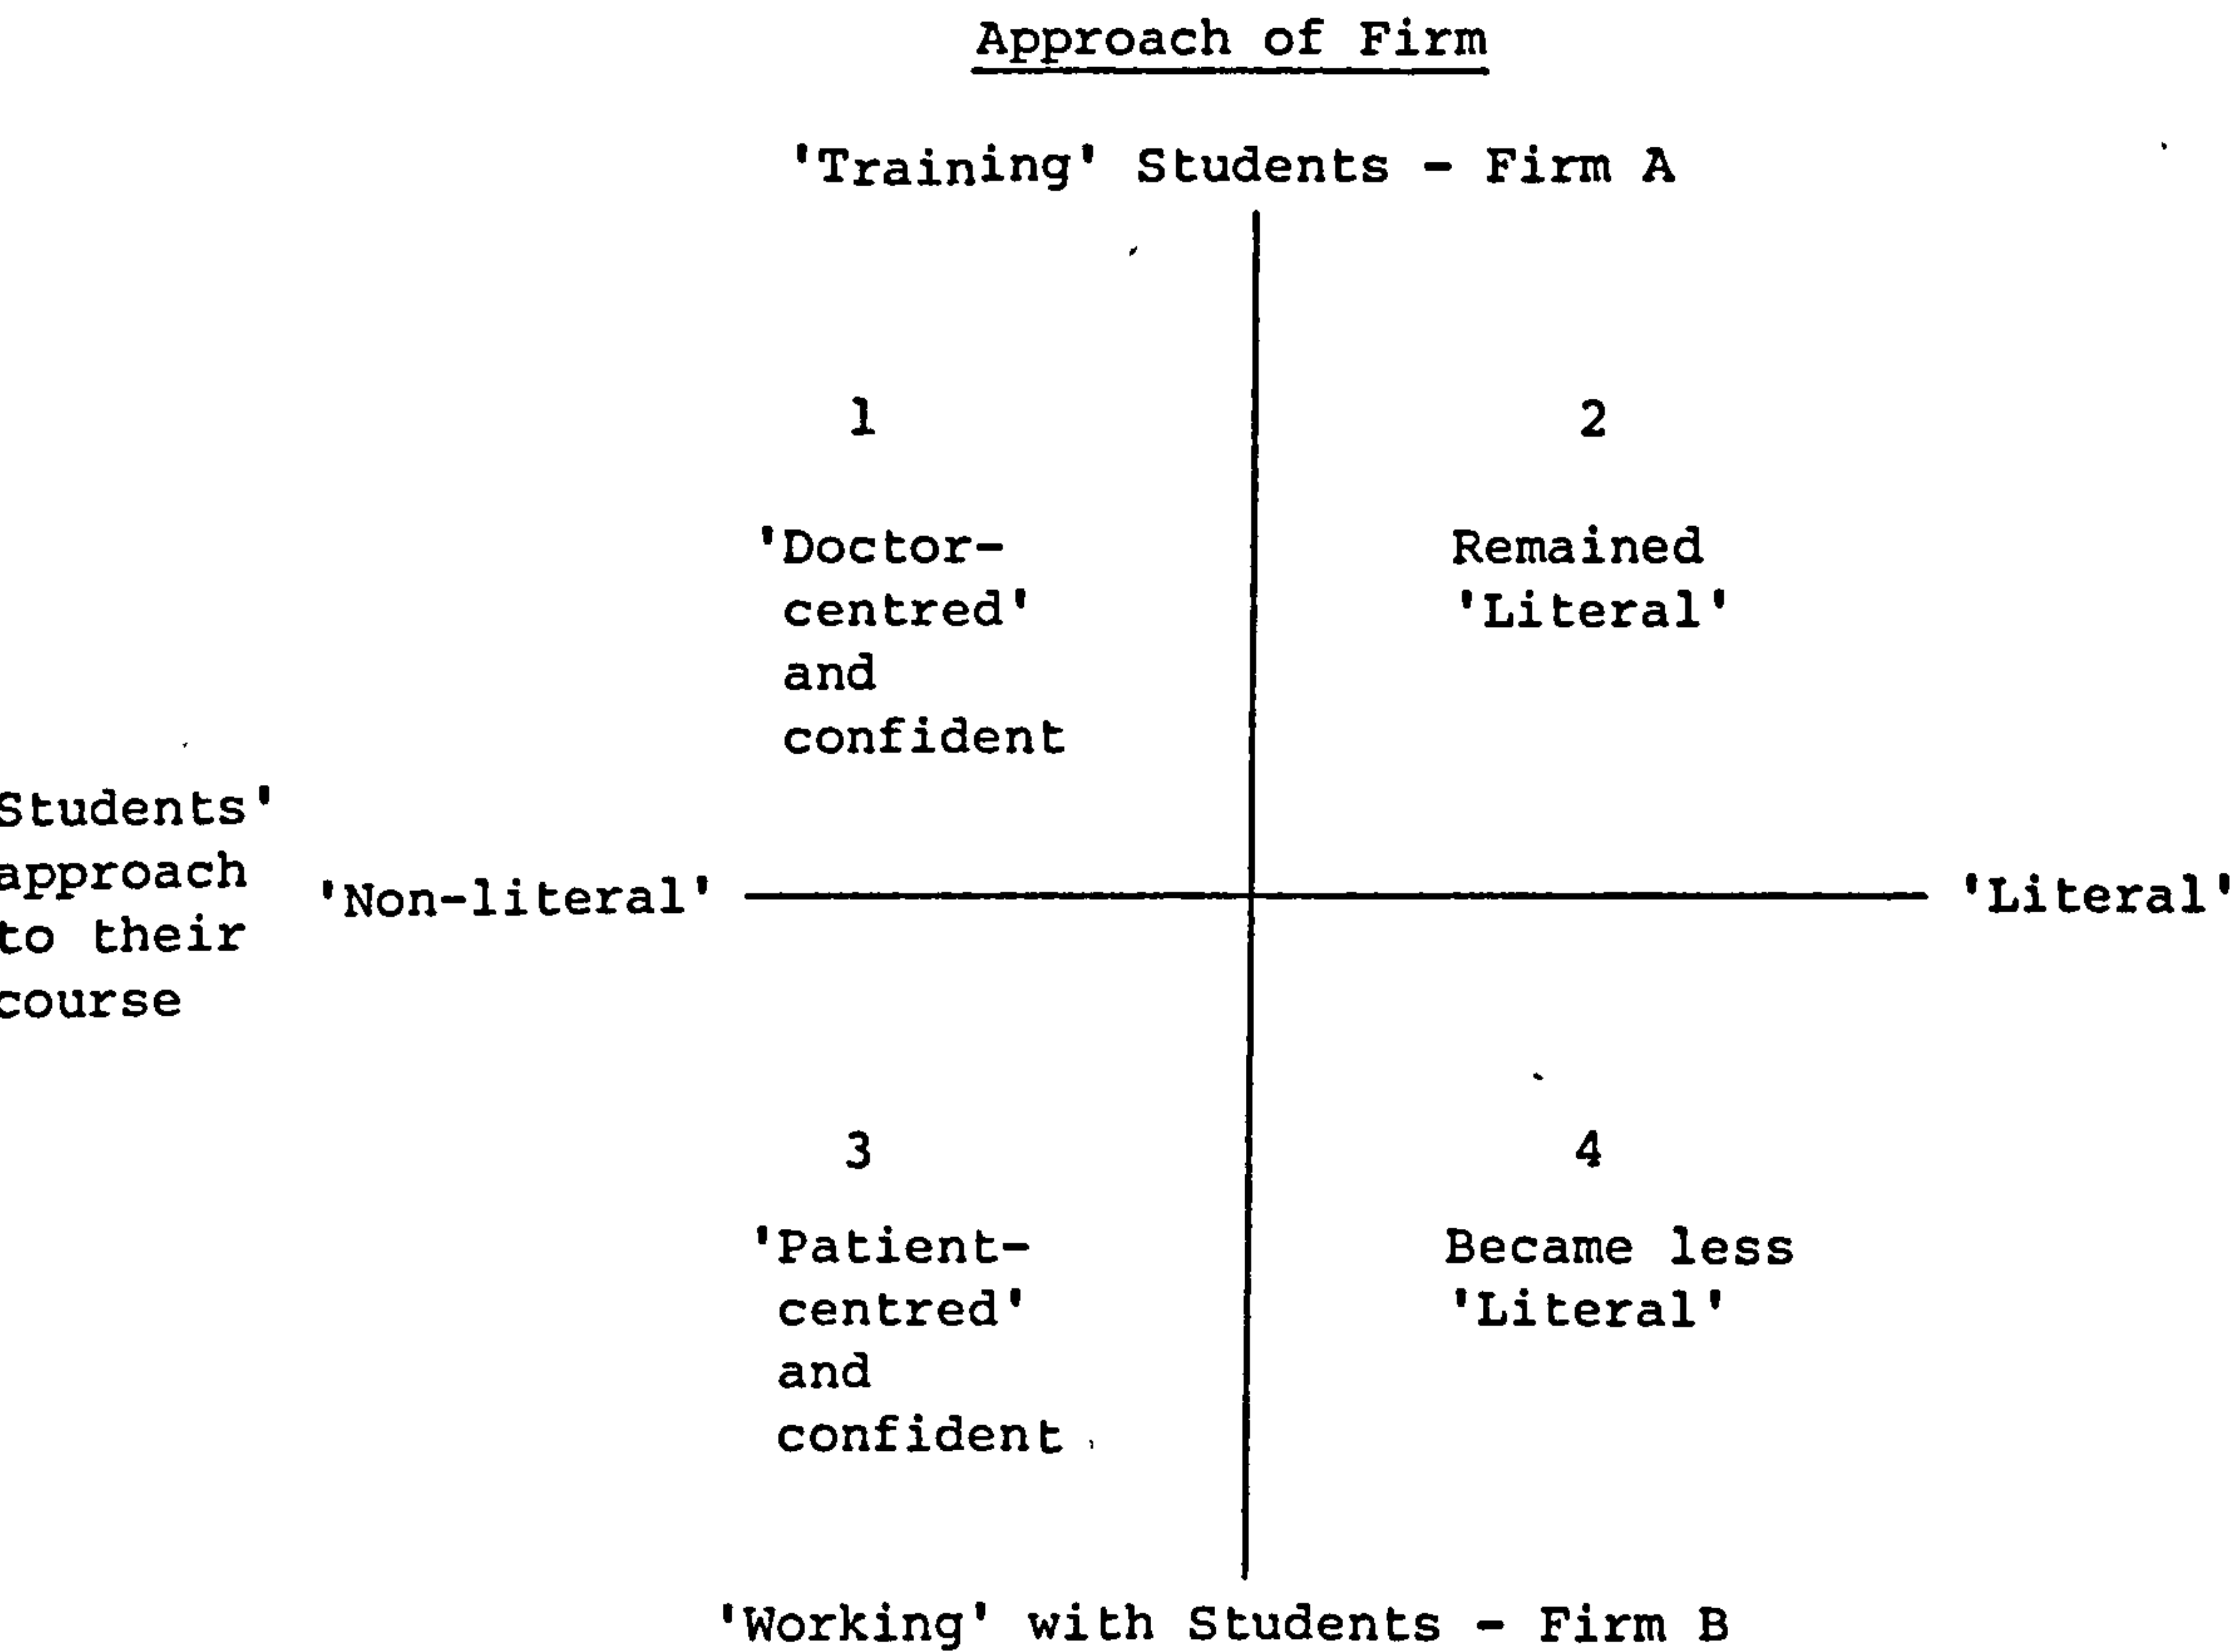 Approach of Firm
'Training' Students - Firm A
1
'Doctor-
centred'
and
confident
2
Remained
'Literal'
Students'
approach
to their
course
'Non-literal'
'Literal'
3
'Patient-
centred'
and
confident
4
Became less
'Literal'
'Working' with Students - Firm B